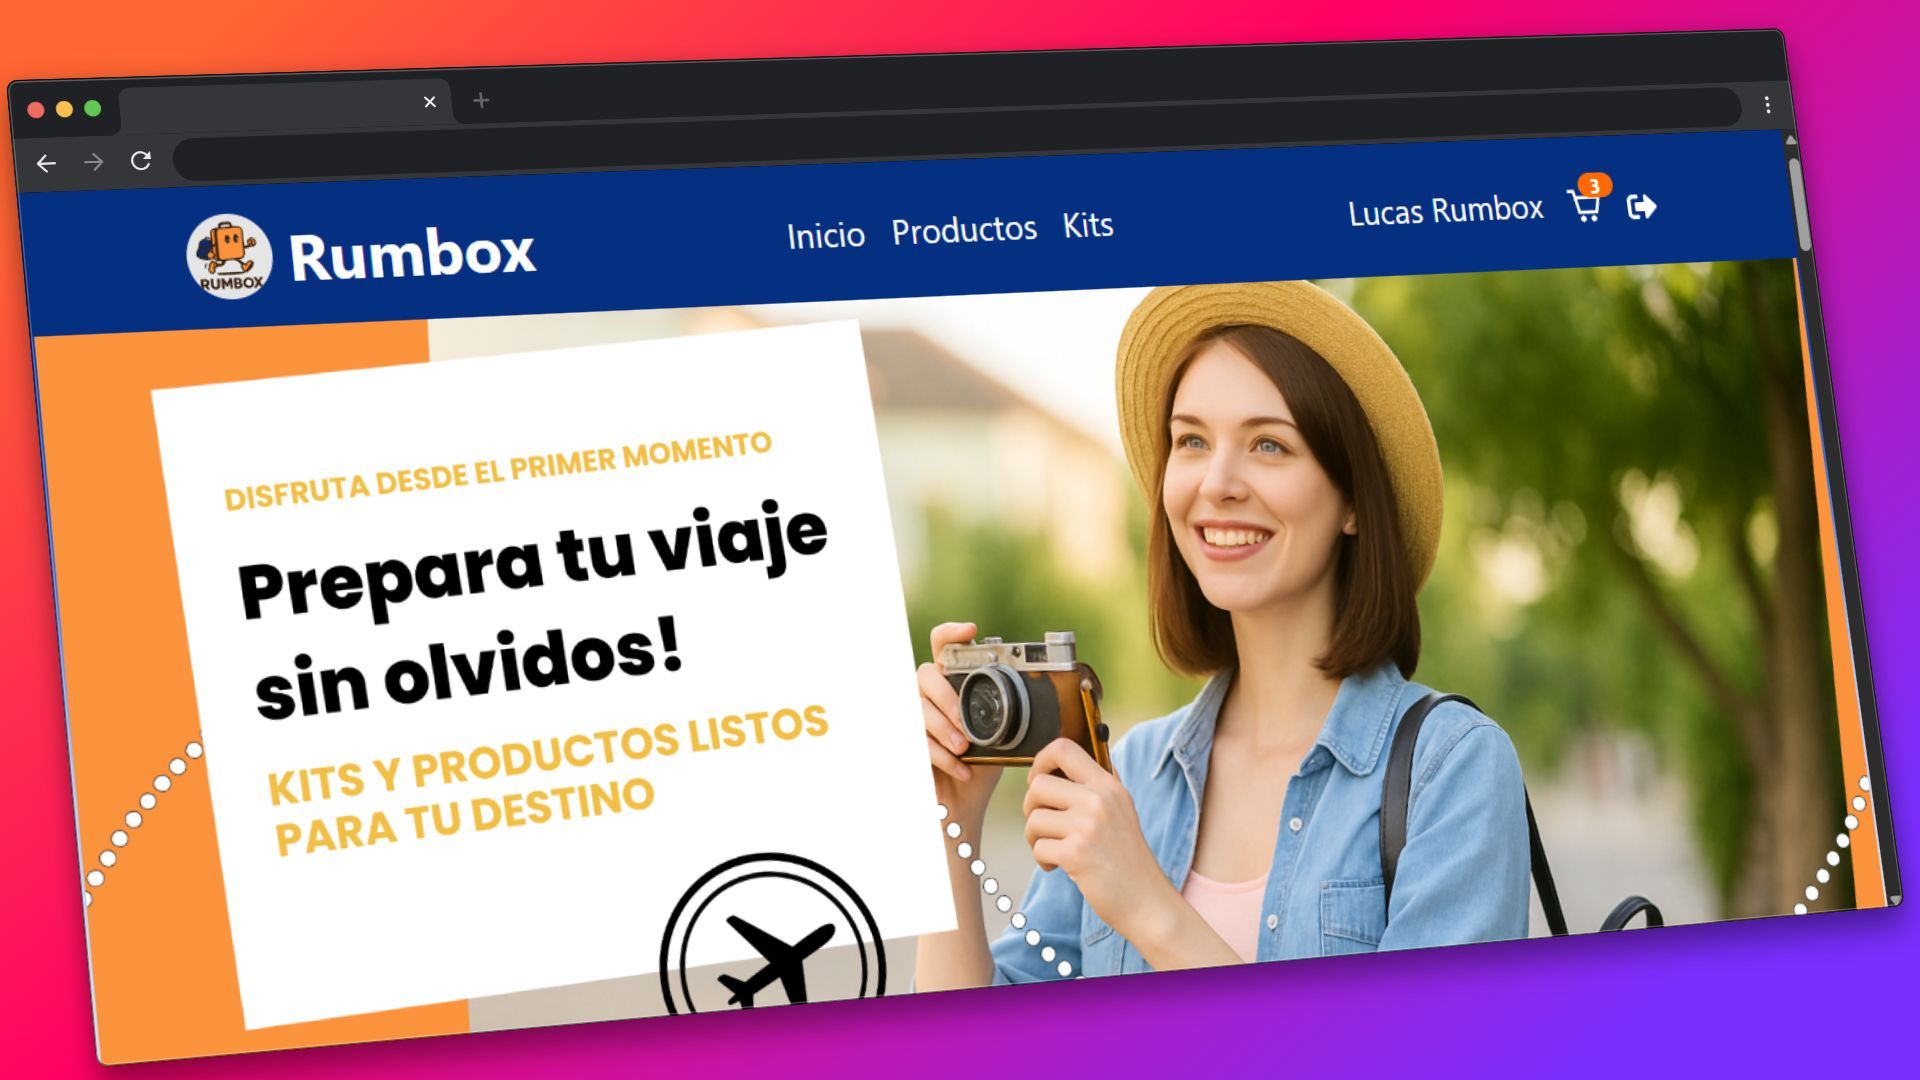 RUMBOX
Rumbox
Inicio Productos Kits
Lucas Rumbox
3
DISFRUTA DESDE EL PRIMER MOMENTO
Prepara tu viaje
sin olvidos!
KITS Y PRODUCTOS LISTOS
PARA TU DESTINO